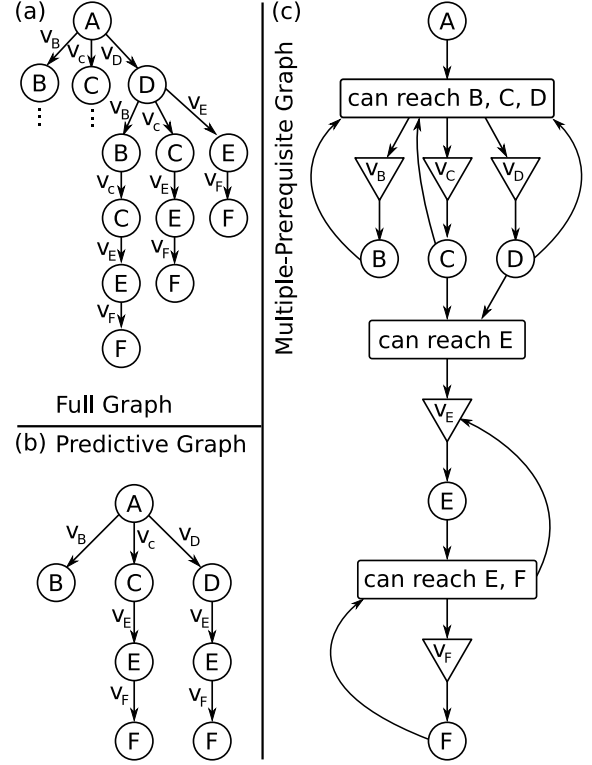 (a)
A
vB vc vD
B C D
vB vc vE
B C E
vc vE vF
C E F
vE vF
E F
vF
F
Full Graph
(b) Predictive Graph
A
vB vc vD
B C D
vE vE
E E
vF vF
F F
(c)
Multiple-Prerequisite Graph
A
can reach B, C, D
vB vC vD
B C D
can reach E
vE
E
can reach E, F
vF
F